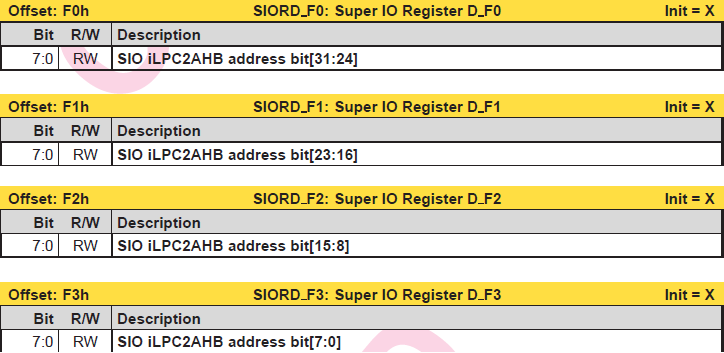 Offset: F0h SIORD_F0: Super IO Register D_F0 Init = X
Bit R/W Description
7:0 RW SIO iLPC2AHB address bit[31:24]
Offset: F1h SIORD_F1: Super IO Register D_F1 Init = X
Bit R/W Description
7:0 RW SIO iLPC2AHB address bit[23:16]
Offset: F2h SIORD_F2: Super IO Register D_F2 Init = X
Bit R/W Description
7:0 RW SIO iLPC2AHB address bit[15:8]
Offset: F3h SIORD_F3: Super IO Register D_F3 Init = X
Bit R/W Description
7:0 RW SIO iLPC2AHB address bit[7:0]